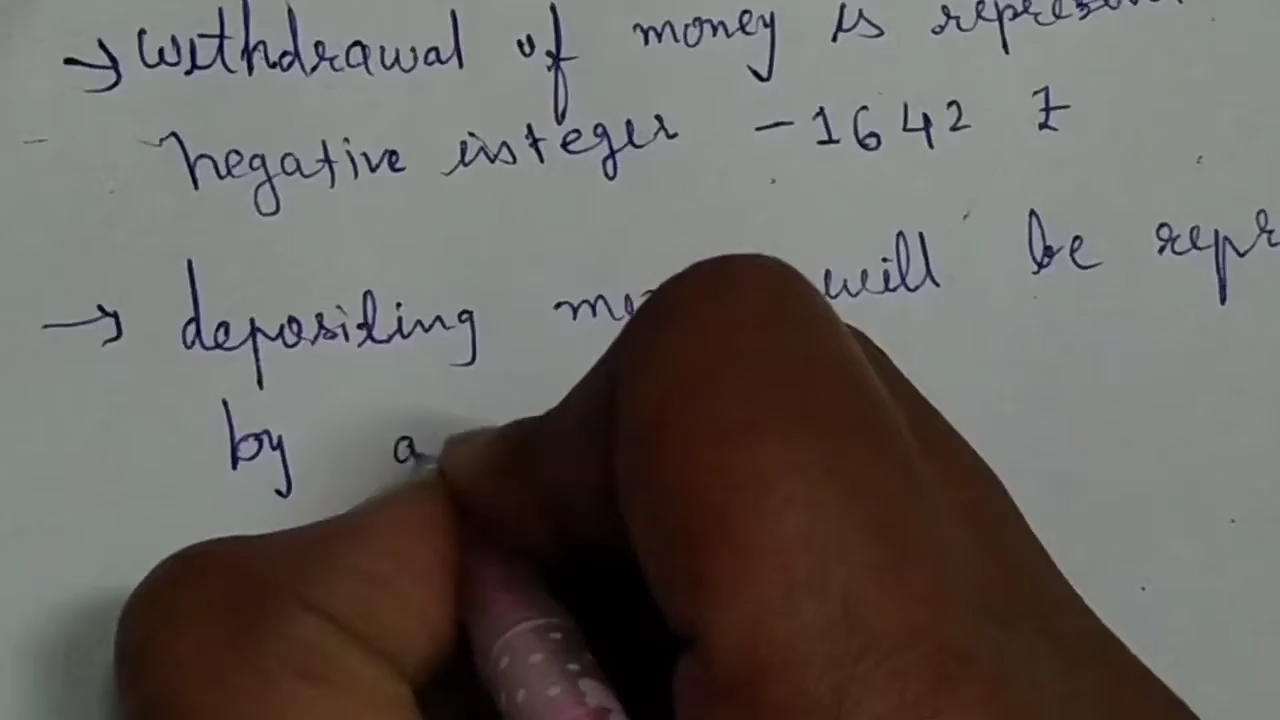 → withdrawal of money is
negative integer -1642 ₹
→ depositing will be
by a